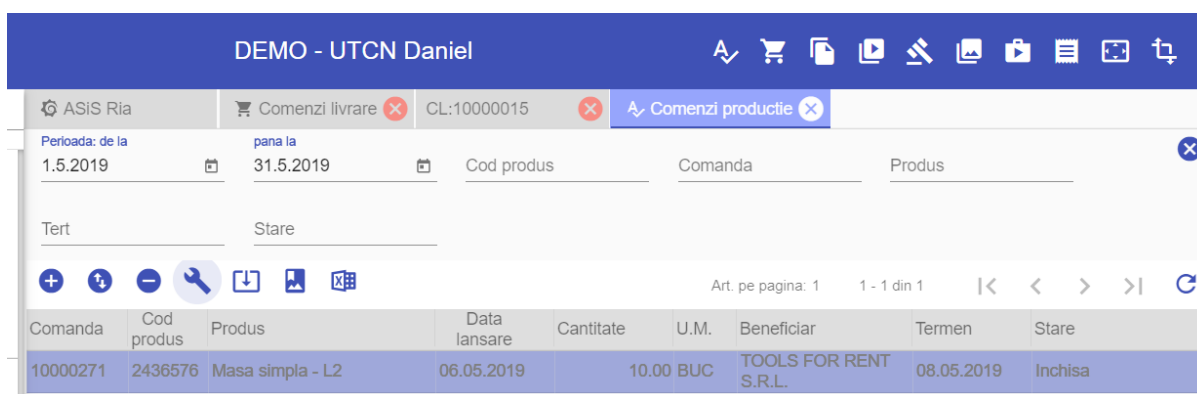 DEMO - UTCN Daniel
ASiS Ria
Comenzi livrare
CL:10000015
Comenzi productie
Perioada: de la
pana la
1.5.2019
31.5.2019
Cod produs
Comanda
Produs
Tert
Stare
Art. pe pagina: 1
1 - 1 din 1
Comanda
Cod produs
Produs
Data lansare
Cantitate
U.M.
Beneficiar
Termen
Stare
10000271
2436576
Masa simpla - L2
06.05.2019
10.00
BUC
TOOLS FOR RENT S.R.L.
08.05.2019
Inchisa